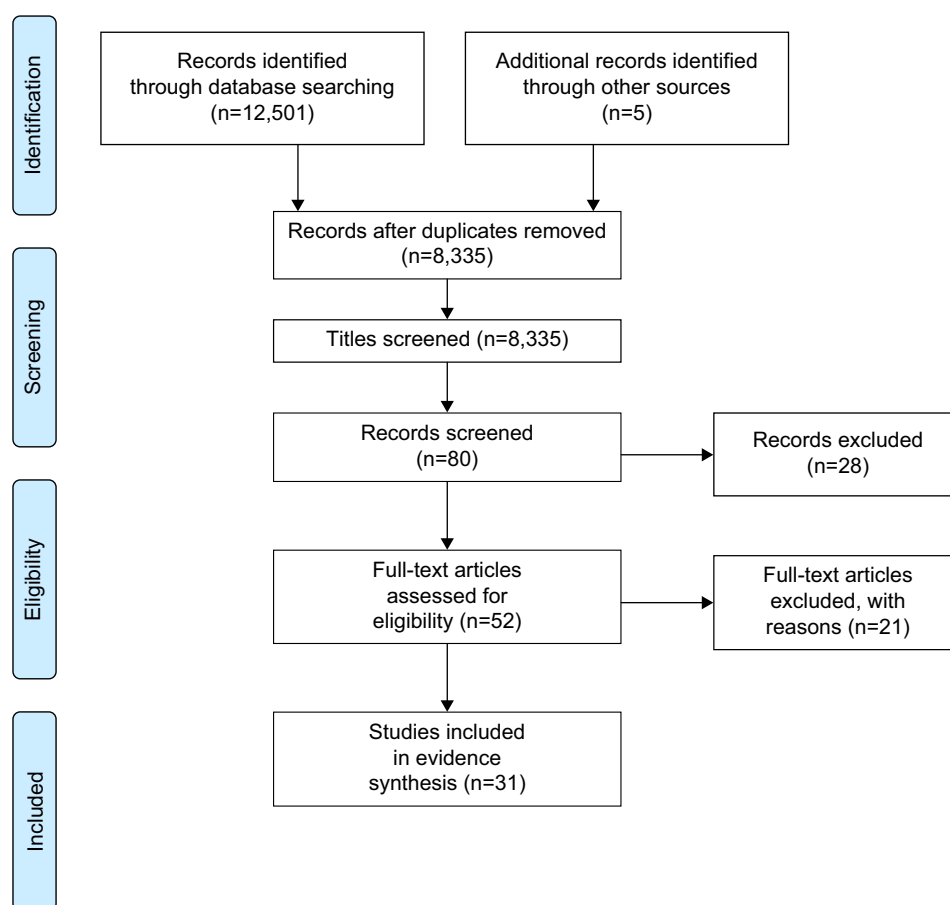 Identification
Records identified
through database searching
(n=12,501)
Additional records identified
through other sources
(n=5)
Records after duplicates removed
(n=8,335)
Screening
Titles screened (n=8,335)
Records screened
(n=80)
Records excluded
(n=28)
Eligibility
Full-text articles
assessed for
eligibility (n=52)
Full-text articles
excluded, with
reasons (n=21)
Included
Studies included
in evidence
synthesis (n=31)